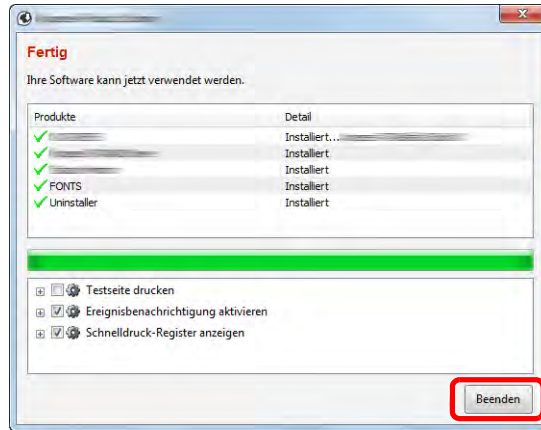 Fertig
Ihre Software kann jetzt verwendet werden.
Produkte Detail
Installiert...
Installiert
Installiert
FONTS Installiert
Uninstaller Installiert
Testseite drucken
Ereignisbenachrichtigung aktivieren
Schnelldruck-Register anzeigen
Beenden